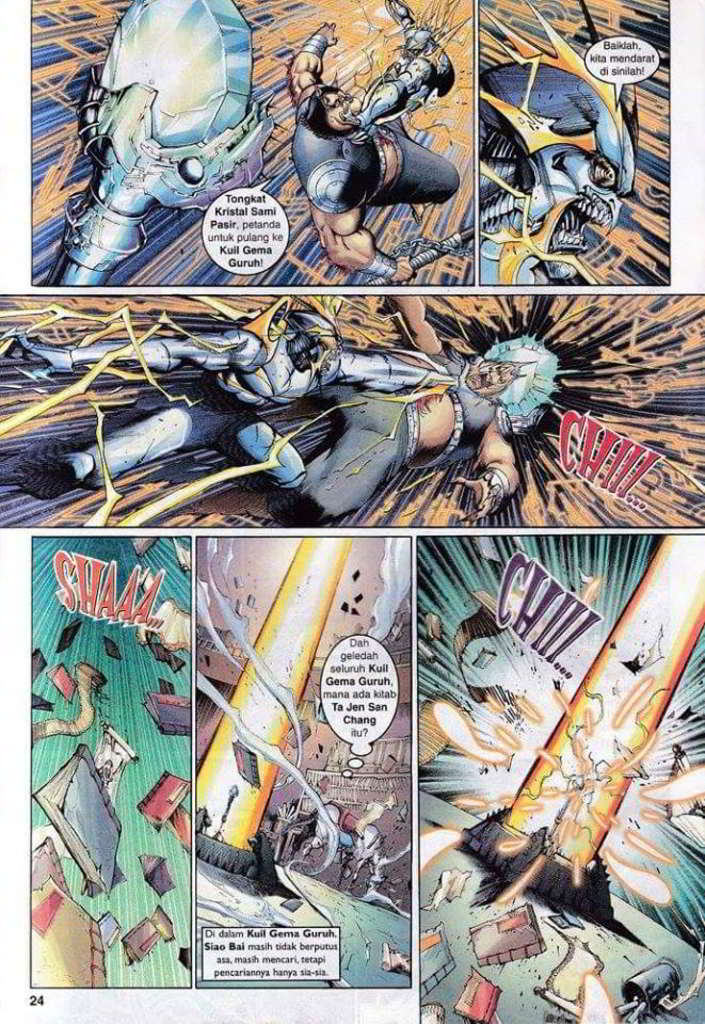 Tongkat
Kristal Sami
Pasir, petanda
untuk pulang ke
Kuil Gema
Guruh!
Baiklah,
kita mendarat
di sinilah!
CHIII...
SHAAA...
Dah
geledah
seluruh Kuil
Gema Guruh,
mana ada kitab
Ta Jen San
Chang
itu?
Di dalam Kuil Gema Guruh,
Siao Bai masih tidak berputus
asa, masih mencari, tetapi
pencariannya hanya sia-sia.
CHIII...
24